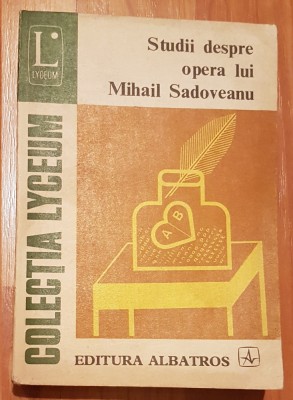 L
LYCEUM
Studii despre
opera lui
Mihail Sadoveanu
COLECTIA LYCEUM
A
B
EDITURA ALBATROS